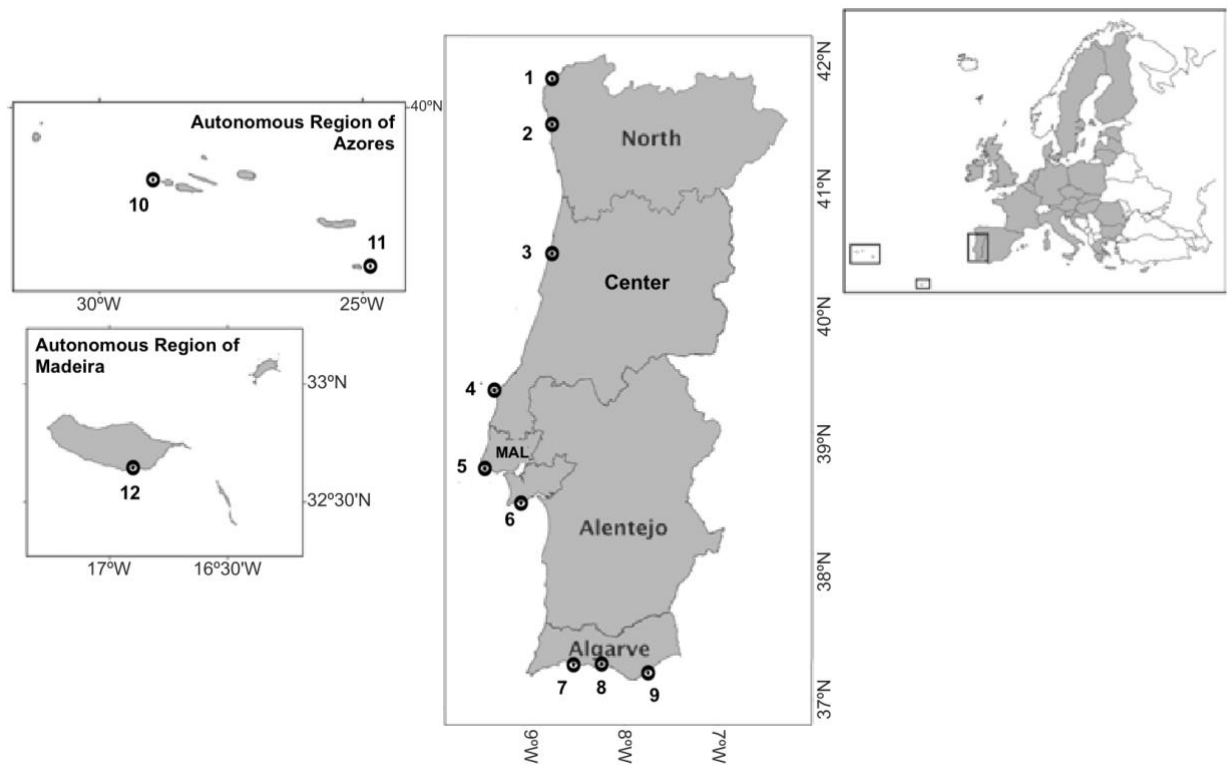 Autonomous Region of
Azores
40ºN
10
11
30ºW
25ºW
Autonomous Region of
Madeira
33ºN
12
32º30'N
17ºW
16º30'W
1
2
North
3
Center
4
MAL
5
6
Alentejo
Algarve
7
8
9
42ºN
41ºN
40ºN
39ºN
38ºN
37ºN
9ºW
8ºW
7ºW